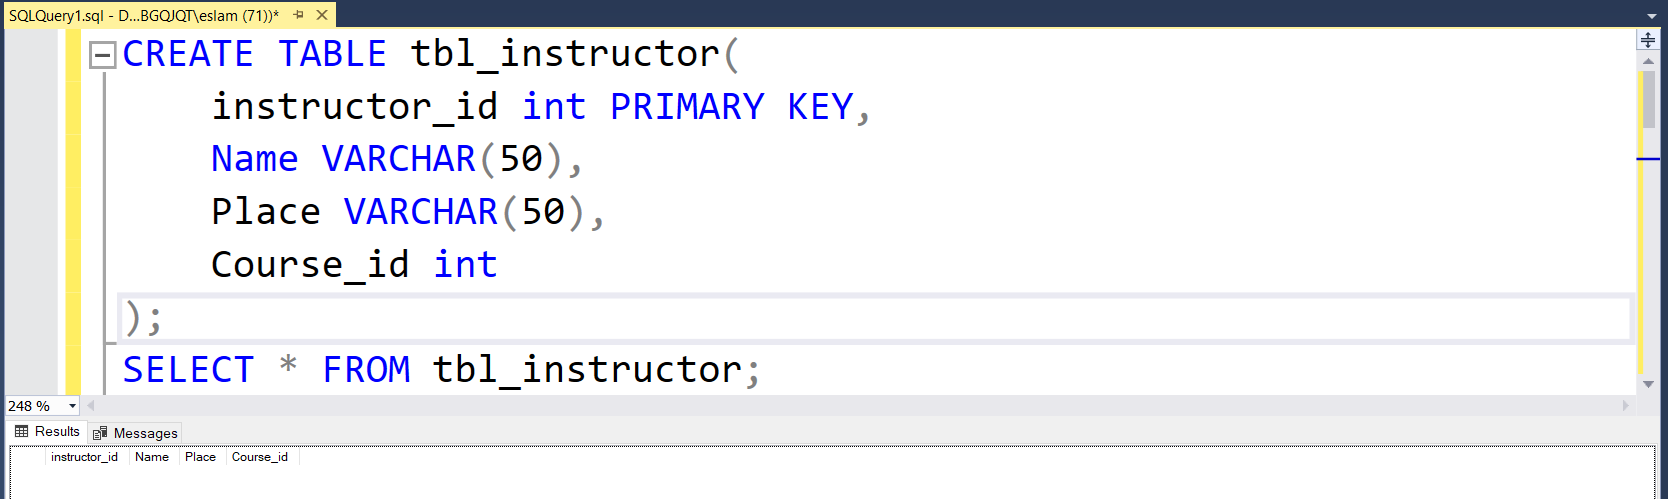 SQLQuery1.sql - D...BGQJQT\eslam (71))*
CREATE TABLE tbl_instructor(
instructor_id int PRIMARY KEY,
Name VARCHAR(50),
Place VARCHAR(50),
Course_id int
);
SELECT * FROM tbl_instructor;
248 %
Results Messages
instructor_id Name Place Course_id